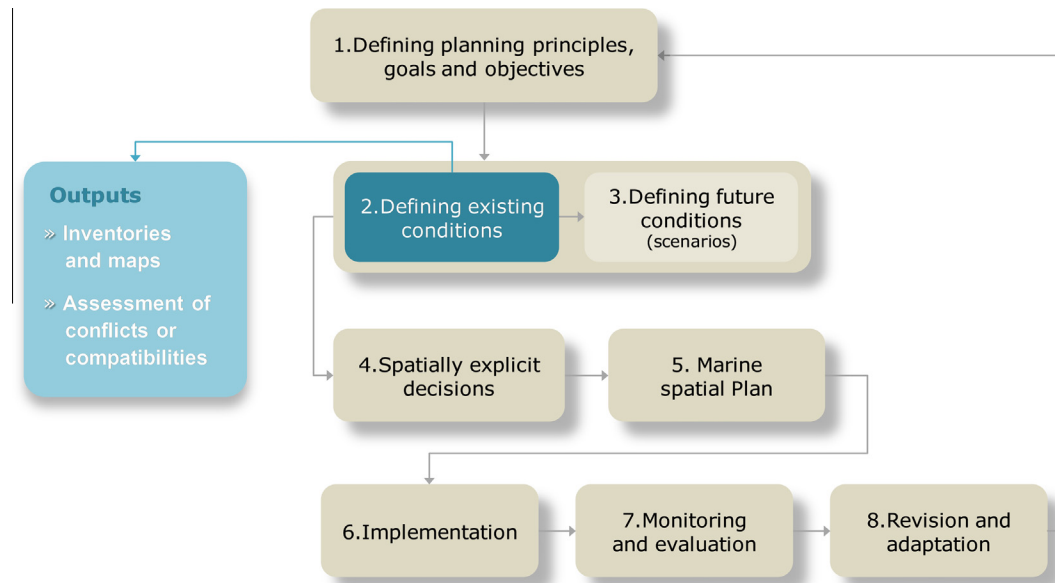 1.Defining planning principles,
goals and objectives
Outputs
» Inventories
and maps
» Assessment of
conflicts or
compatibilities
2.Defining existing
conditions
3.Defining future
conditions
(scenarios)
4.Spatially explicit
decisions
5. Marine
spatial Plan
6.Implementation
7.Monitoring
and evaluation
8.Revision and
adaptation